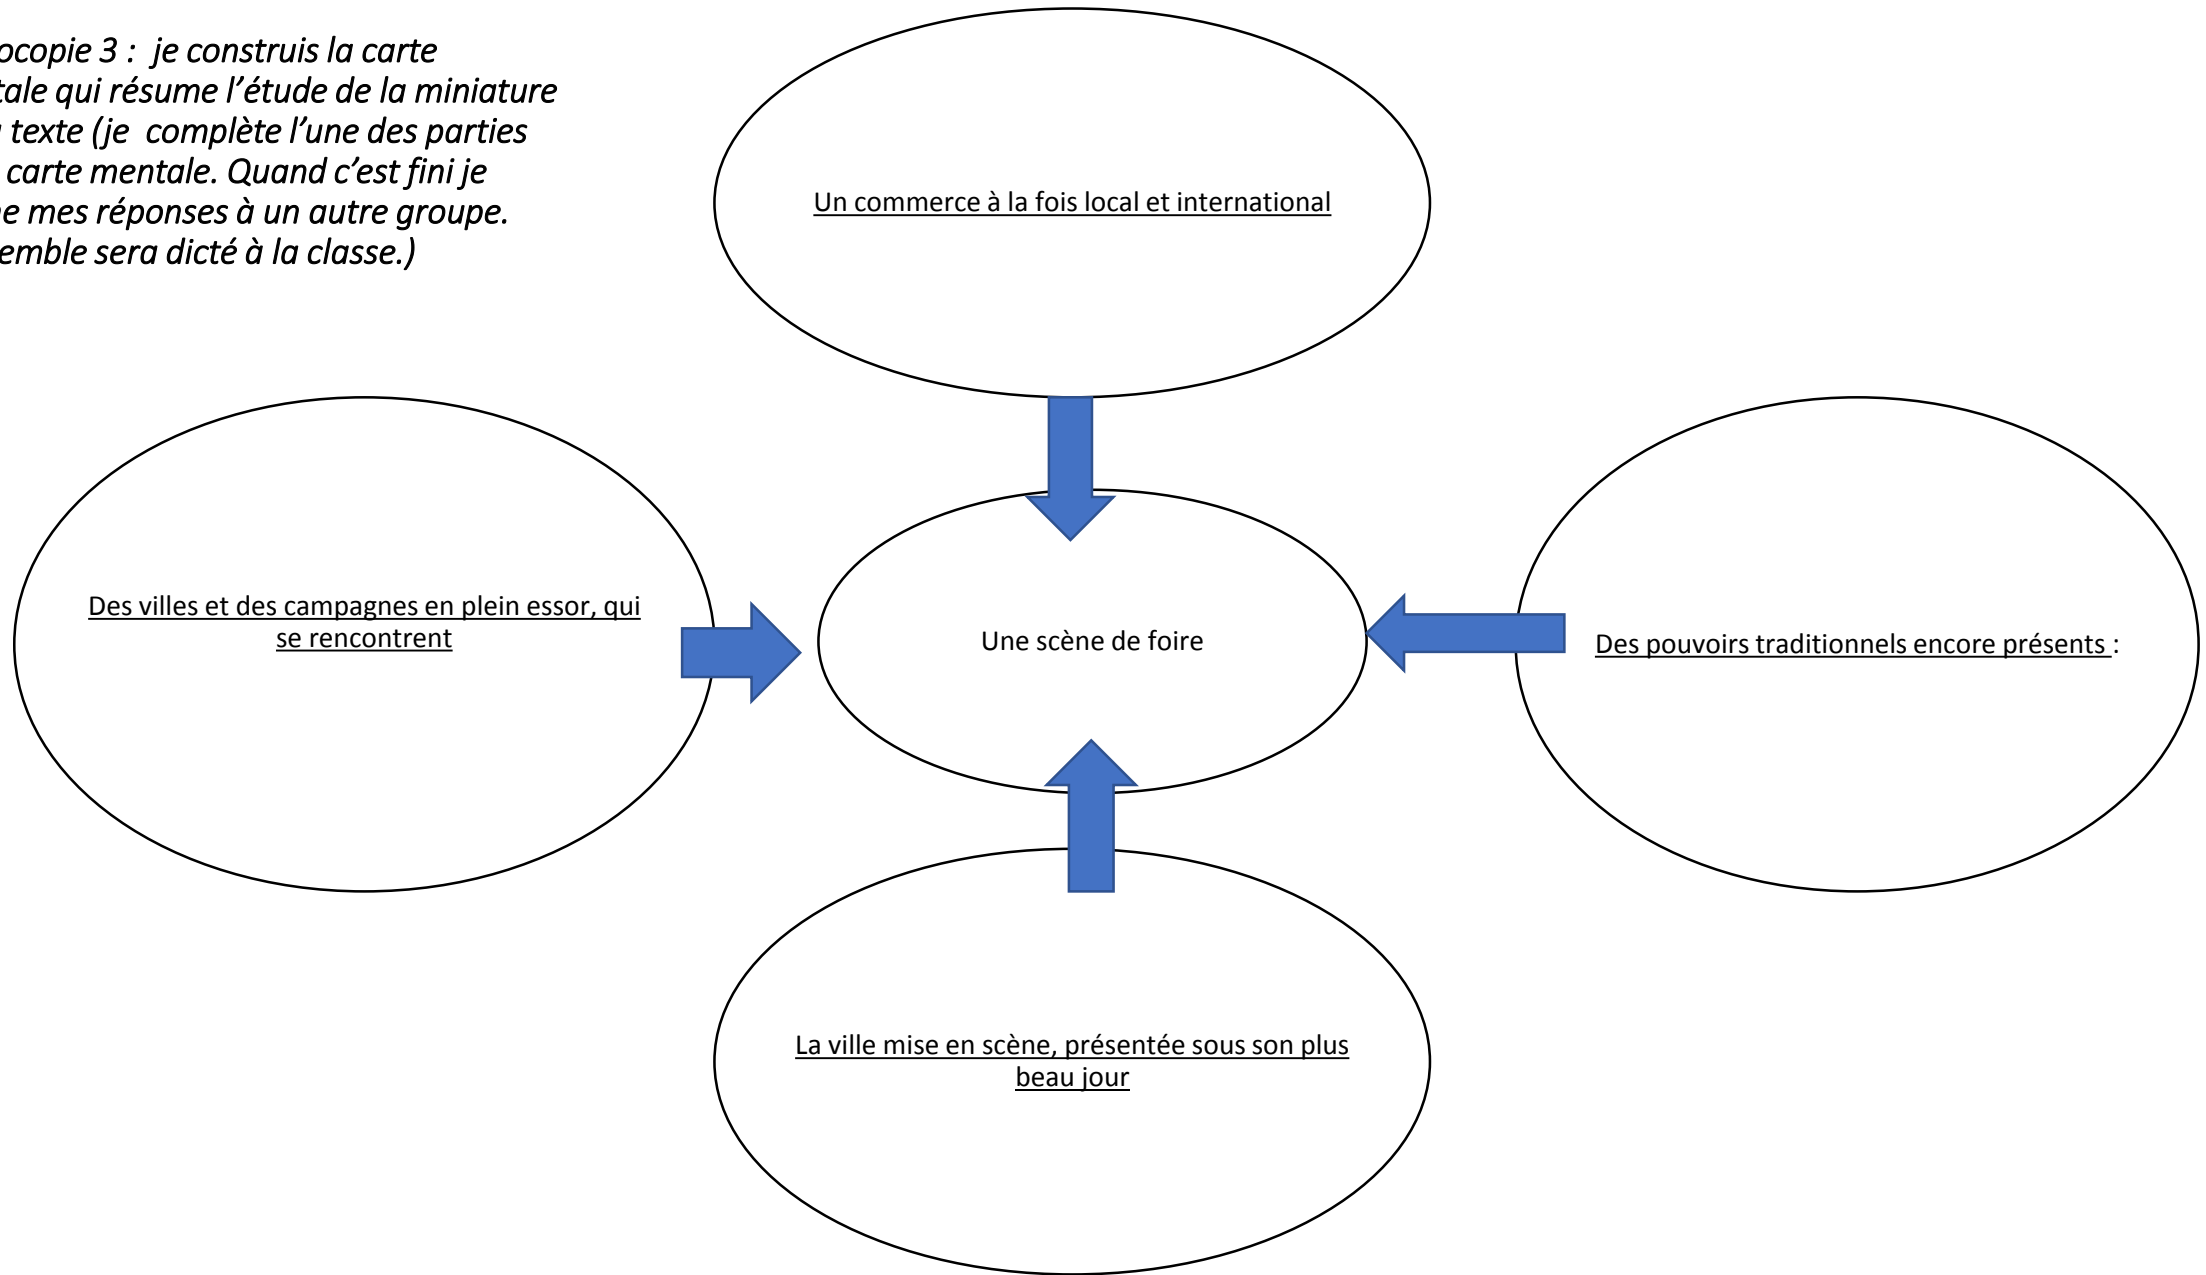 ocopie 3 : je construis la carte
tale qui résume l’étude de la miniature
texte (je complète l’une des parties
carte mentale. Quand c’est fini je
ne mes réponses à un autre groupe.
emble sera dicté à la classe.)
Un commerce à la fois local et international
Des villes et des campagnes en plein essor, qui
se rencontrent
Une scène de foire
Des pouvoirs traditionnels encore présents :
La ville mise en scène, présentée sous son plus
beau jour